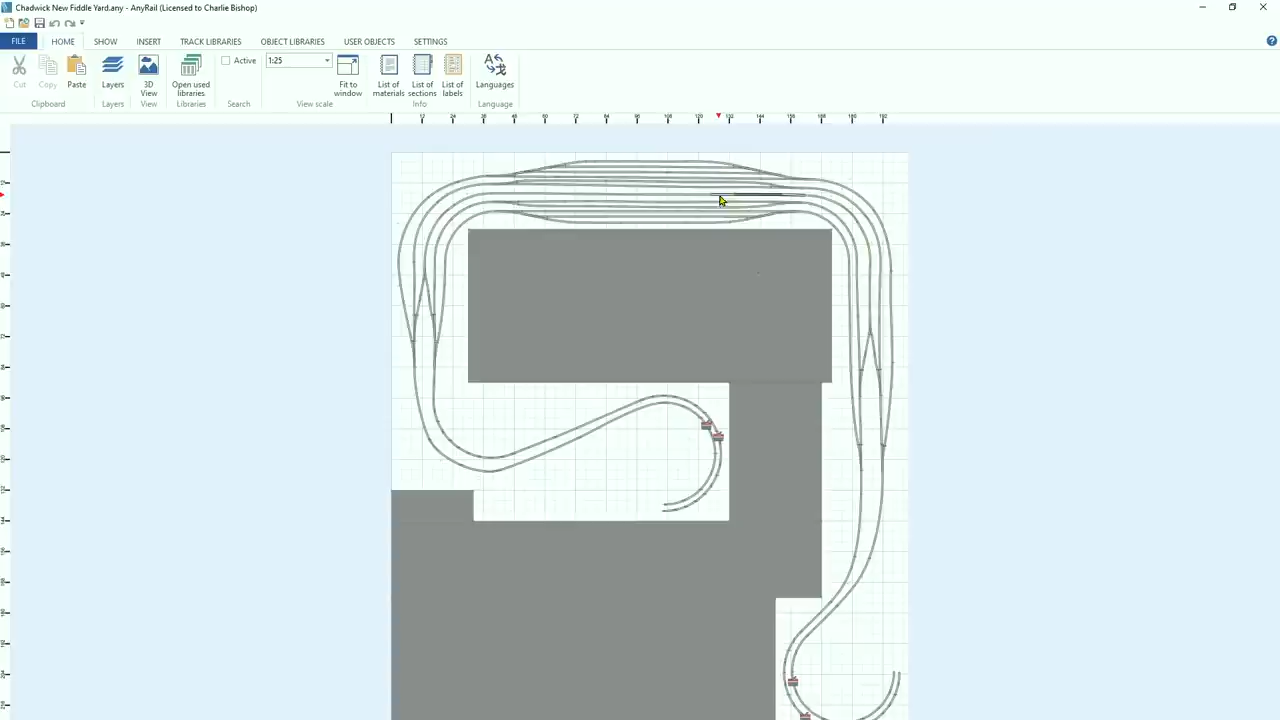 Chadwick New Fiddle Yard.any - AnyRail (Licensed to Charlie Bishop)
FILE HOME SHOW INSERT TRACK LIBRARIES OBJECT LIBRARIES USER OBJECTS SETTINGS
Cut Copy Paste Layers 3D View Open used libraries. Active 1:25 Fit to window List of materials List of sections List of labels Languages
Clipboard Layers View Libraries Search View scale Info Language